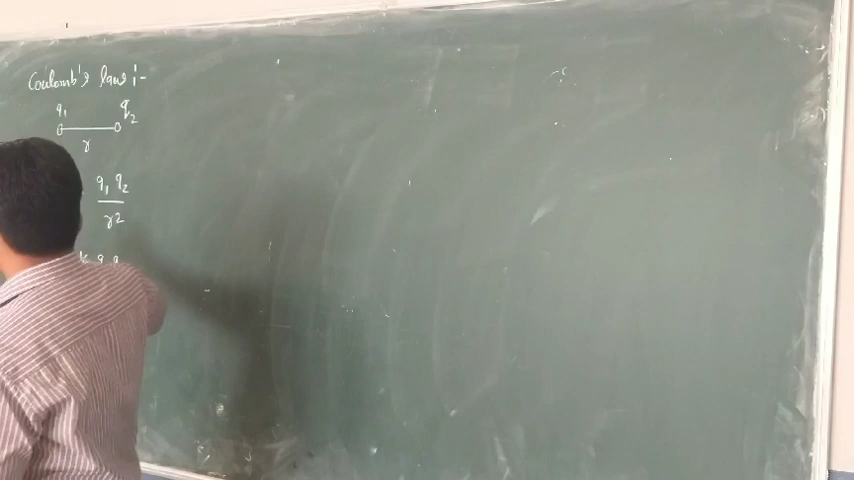 Coulomb's law :-
q₁ q₂
r
q₁ q₂
r2
k q q